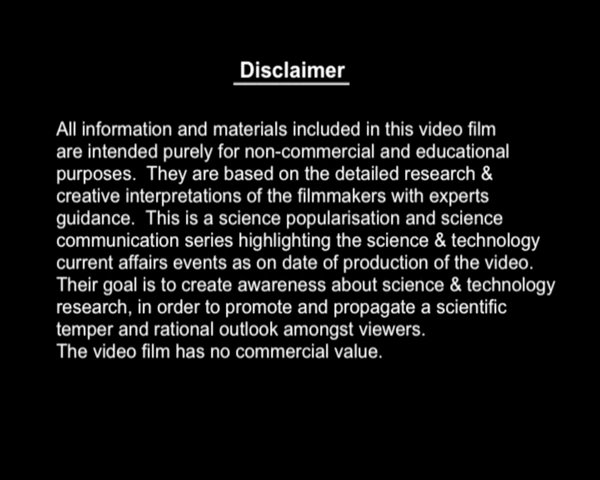 Disclaimer
All information and materials included in this video film
are intended purely for non-commercial and educational
purposes.  They are based on the detailed research &
creative interpretations of the filmmakers with experts
guidance.  This is a science popularisation and science
communication series highlighting the science & technology
current affairs events as on date of production of the video.
Their goal is to create awareness about science & technology
research, in order to promote and propagate a scientific
temper and rational outlook amongst viewers.
The video film has no commercial value.